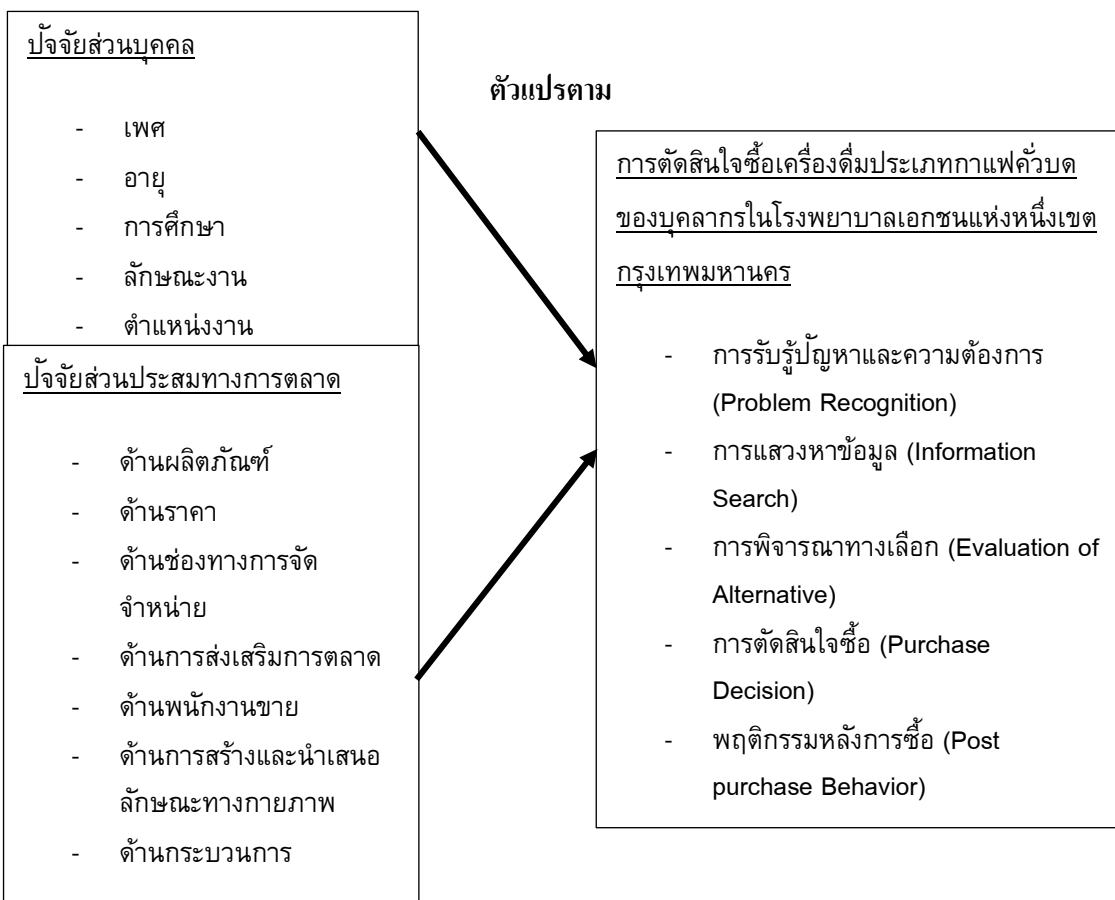 ปัจจัยส่วนบุคคล
- เพศ
- อายุ
- การศึกษา
- ลักษณะงาน
- ตำแหน่งงาน
ปัจจัยส่วนประสมทางการตลาด
- ด้านผลิตภัณฑ์
- ด้านราคา
- ด้านช่องทางการจัด
จำหน่าย
- ด้านการส่งเสริมการตลาด
- ด้านพนักงานขาย
- ด้านการสร้างและนำเสนอ
ลักษณะทางกายภาพ
- ด้านกระบวนการ
ตัวแปรตาม
การตัดสินใจซื้อเครื่องดื่มประเภทกาแฟคั่วบด
ของบุคลากรในโรงพยาบาลเอกชนแห่งหนึ่งเขต
กรุงเทพมหานคร
- การรับรู้ปัญหาและความต้องการ
(Problem Recognition)
- การแสวงหาข้อมูล (Information
Search)
- การพิจารณาทางเลือก (Evaluation of
Alternative)
- การตัดสินใจซื้อ (Purchase
Decision)
- พฤติกรรมหลังการซื้อ (Post
purchase Behavior)